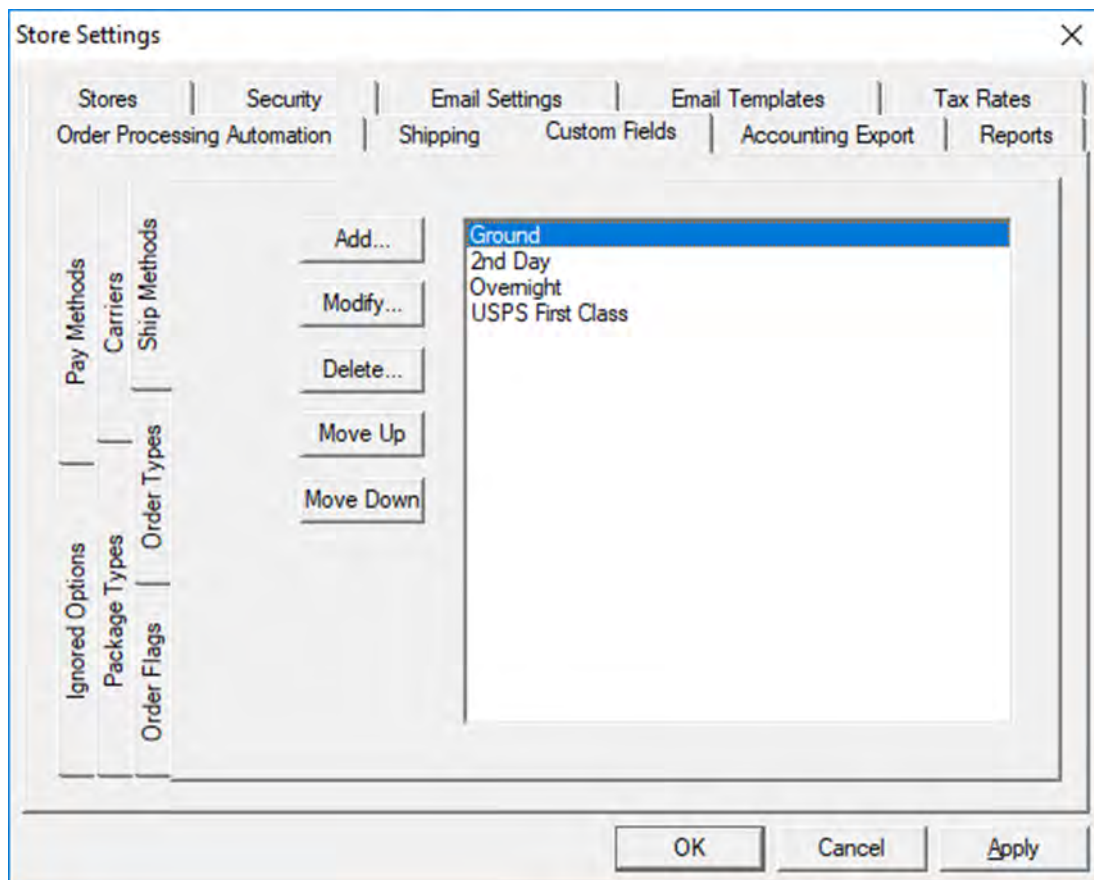 Store Settings
Stores Security Email Settings Email Templates Tax Rates
Order Processing Automation Shipping Custom Fields Accounting Export Reports
Pay Methods
Ignored Options
Carriers
Package Types
Ship Methods
Order Types
Order Flags
Add...
Modify...
Delete...
Move Up
Move Down
Ground
2nd Day
Overnight
USPS First Class
OK Cancel Apply